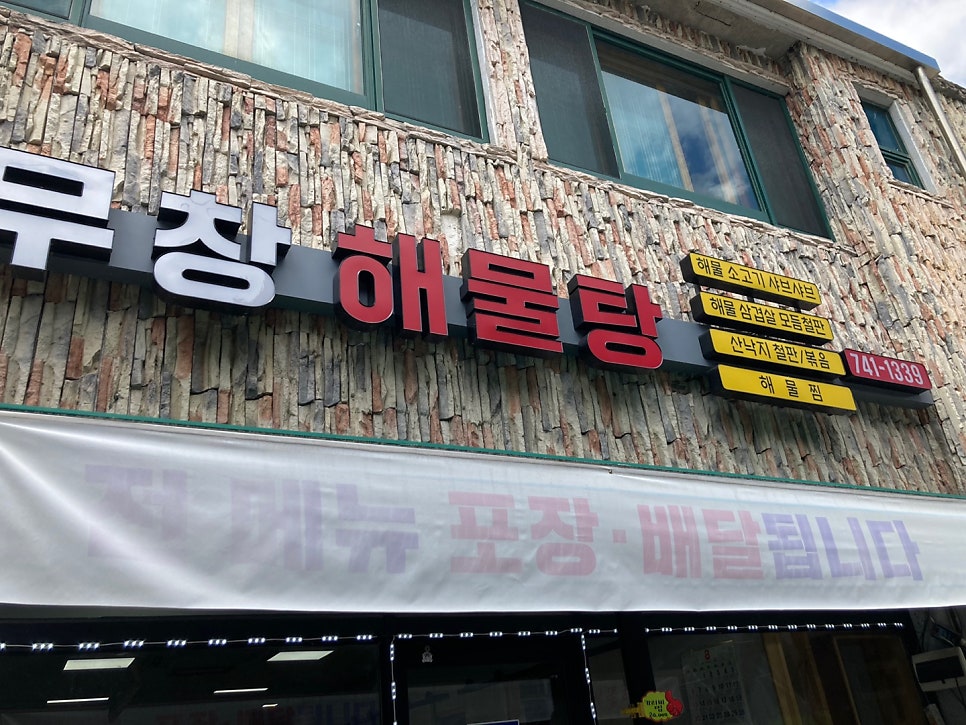 무창 해물탕
해물 소고기 샤브샤브
해물 삼겹살 모듬철판
산낙지 철판/볶음
해물찜
741-1339
전 메뉴 포장·배달됩니다